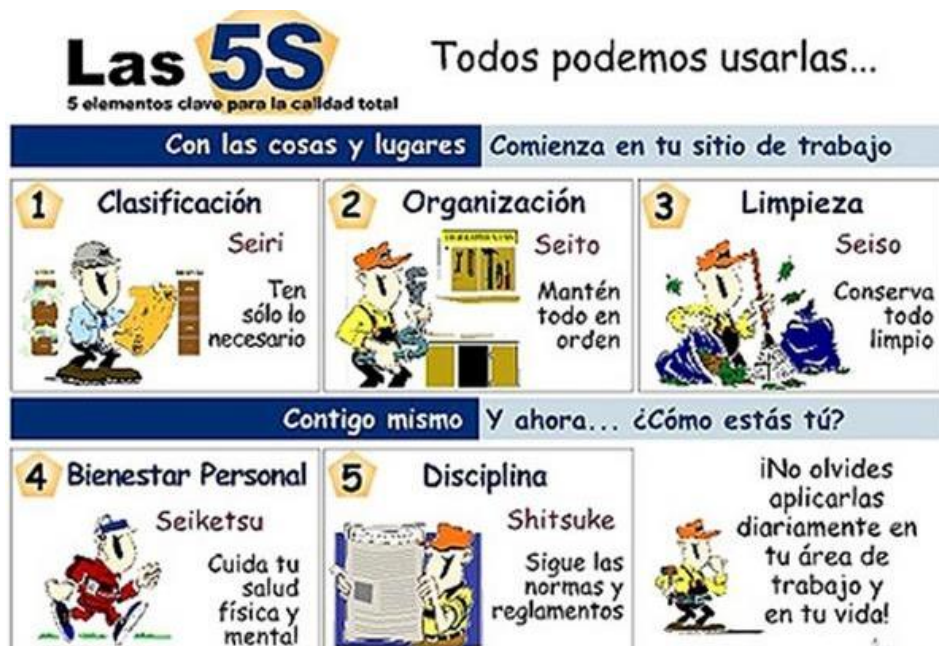 Las 5S
5 elementos clave para la calidad total
Todos podemos usarlas...
Con las cosas y lugares
Comienza en tu sitio de trabajo
1 Clasificación
Seiri
Ten
sólo lo
necesario
2 Organización
Seito
Mantén
todo en
orden
3 Limpieza
Seiso
Conserva
todo
limpio
Contigo mismo
Y ahora... ¿Cómo estás tú?
4 Bienestar Personal
Seiketsu
Cuida tu
salud
física y
mental
5 Disciplina
Shitsuke
Sigue las
normas y
reglamentos
¡No olvides
aplicarlas
diariamente en
tu área de
trabajo y
en tu vida!